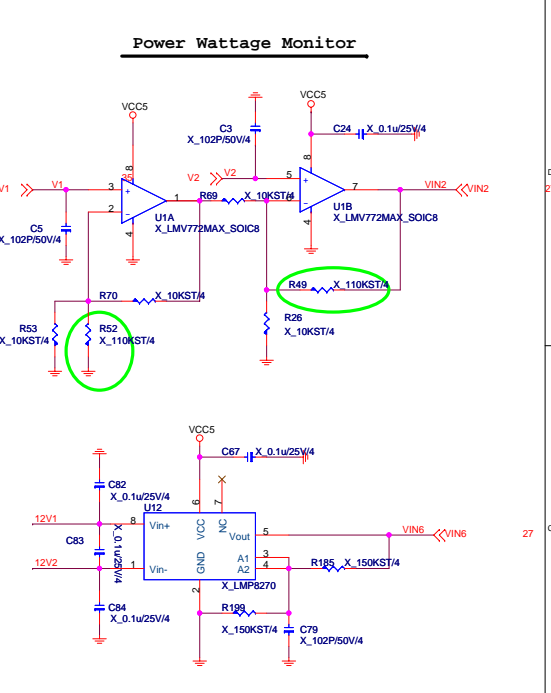 Power Wattage Monitor
VCC5
VCC5
C3
X_102P/50V/4
C24
X_0.1u/25V/4
8
8
V1
V1
3
35
+
V2
V2
5
+
7
VIN2
VIN2
2
1
R69
X_10KST/4
6
2
-
-
U1A
X_LMV772MAX_SOIC8
U1B
X_LMV772MAX_SOIC8
C5
X_102P/50V/4
4
4
R70
X_10KST/4
R49
X_110KST/4
R53
X_10KST/4
R52
X_110KST/4
R26
X_10KST/4
VCC5
C67
X_0.1u/25V/4
C82
X_0.1u/25V/4
U12
6
7
12V1
8
Vin+
VCC
NC
Vout
5
VIN6
VIN6
27
C
C83
X_0.1u/25V/4
12V2
1
Vin-
GND
A1
3
A2
4
R185
X_150KST/4
X_LMP8270
2
C84
X_0.1u/25V/4
R199
X_150KST/4
C79
X_102P/50V/4